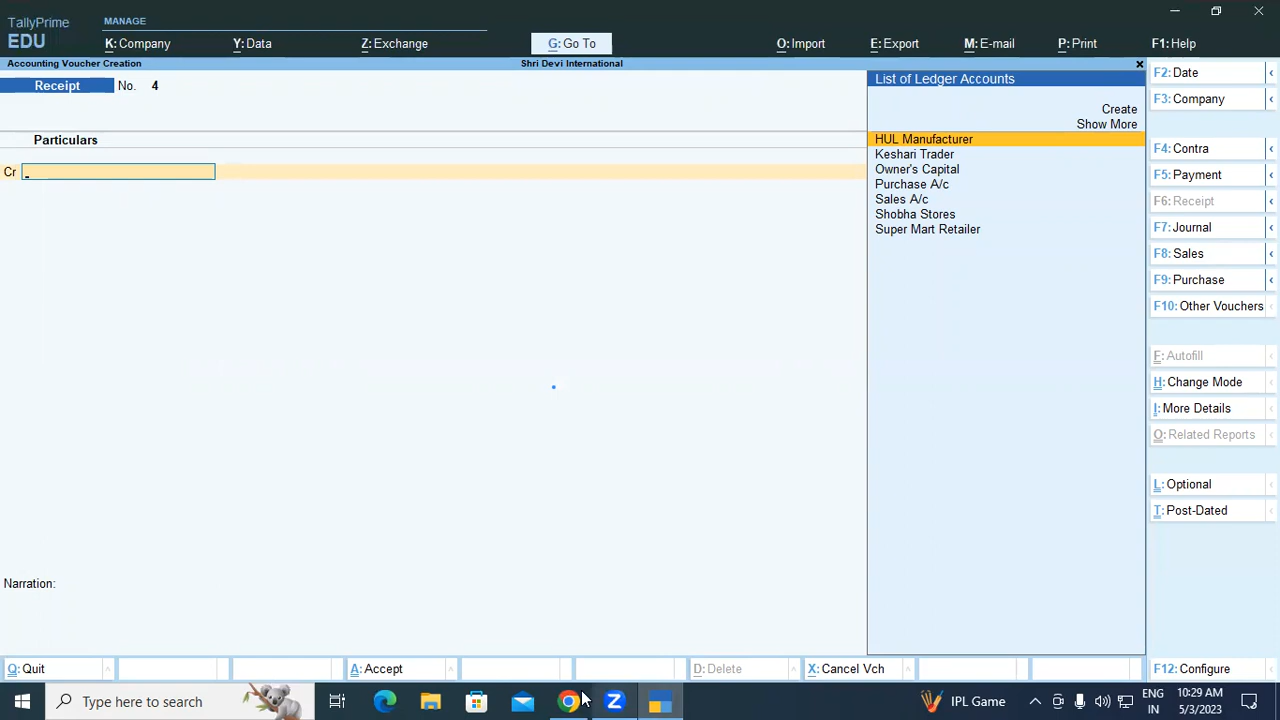 TallyPrime
MANAGE
EDU
K: Company
Y: Data
Z: Exchange
G: Go To
O: Import
E: Export
M: E-mail
P: Print
F1: Help
Accounting Voucher Creation
Shri Devi International
Receipt No. 4
Particulars
Cr
List of Ledger Accounts
Create
Show More
HUL Manufacturer
Keshari Trader
Owner's Capital
Purchase A/c
Sales A/c
Shobha Stores
Super Mart Retailer
F2: Date
F3: Company
F4: Contra
F5: Payment
F6: Receipt
F7: Journal
F8: Sales
F9: Purchase
F10: Other Vouchers
F: Autofill
H: Change Mode
I: More Details
O: Related Reports
L: Optional
T: Post-Dated
Narration:
Q: Quit
A: Accept
D: Delete
X: Cancel Vch
F12: Configure
Type here to search
IPL Game
ENG
IN
10:29 AM
5/3/2023